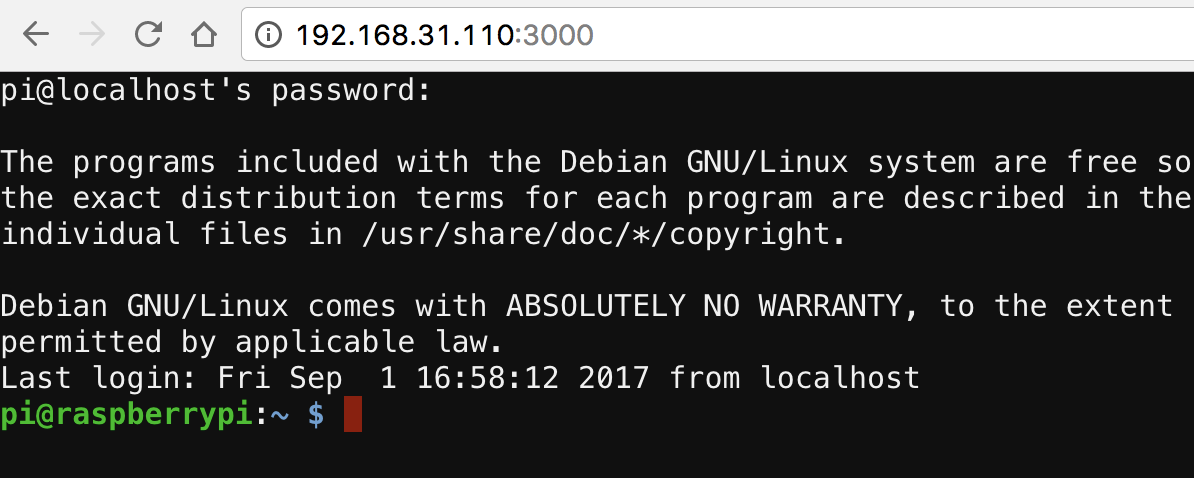 192.168.31.110:3000
pi@localhost's password:
The programs included with the Debian GNU/Linux system are free so
the exact distribution terms for each program are described in the
individual files in /usr/share/doc/*/copyright.
Debian GNU/Linux comes with ABSOLUTELY NO WARRANTY, to the extent
permitted by applicable law.
Last login: Fri Sep  1 16:58:12 2017 from localhost
pi@raspberrypi:~ $